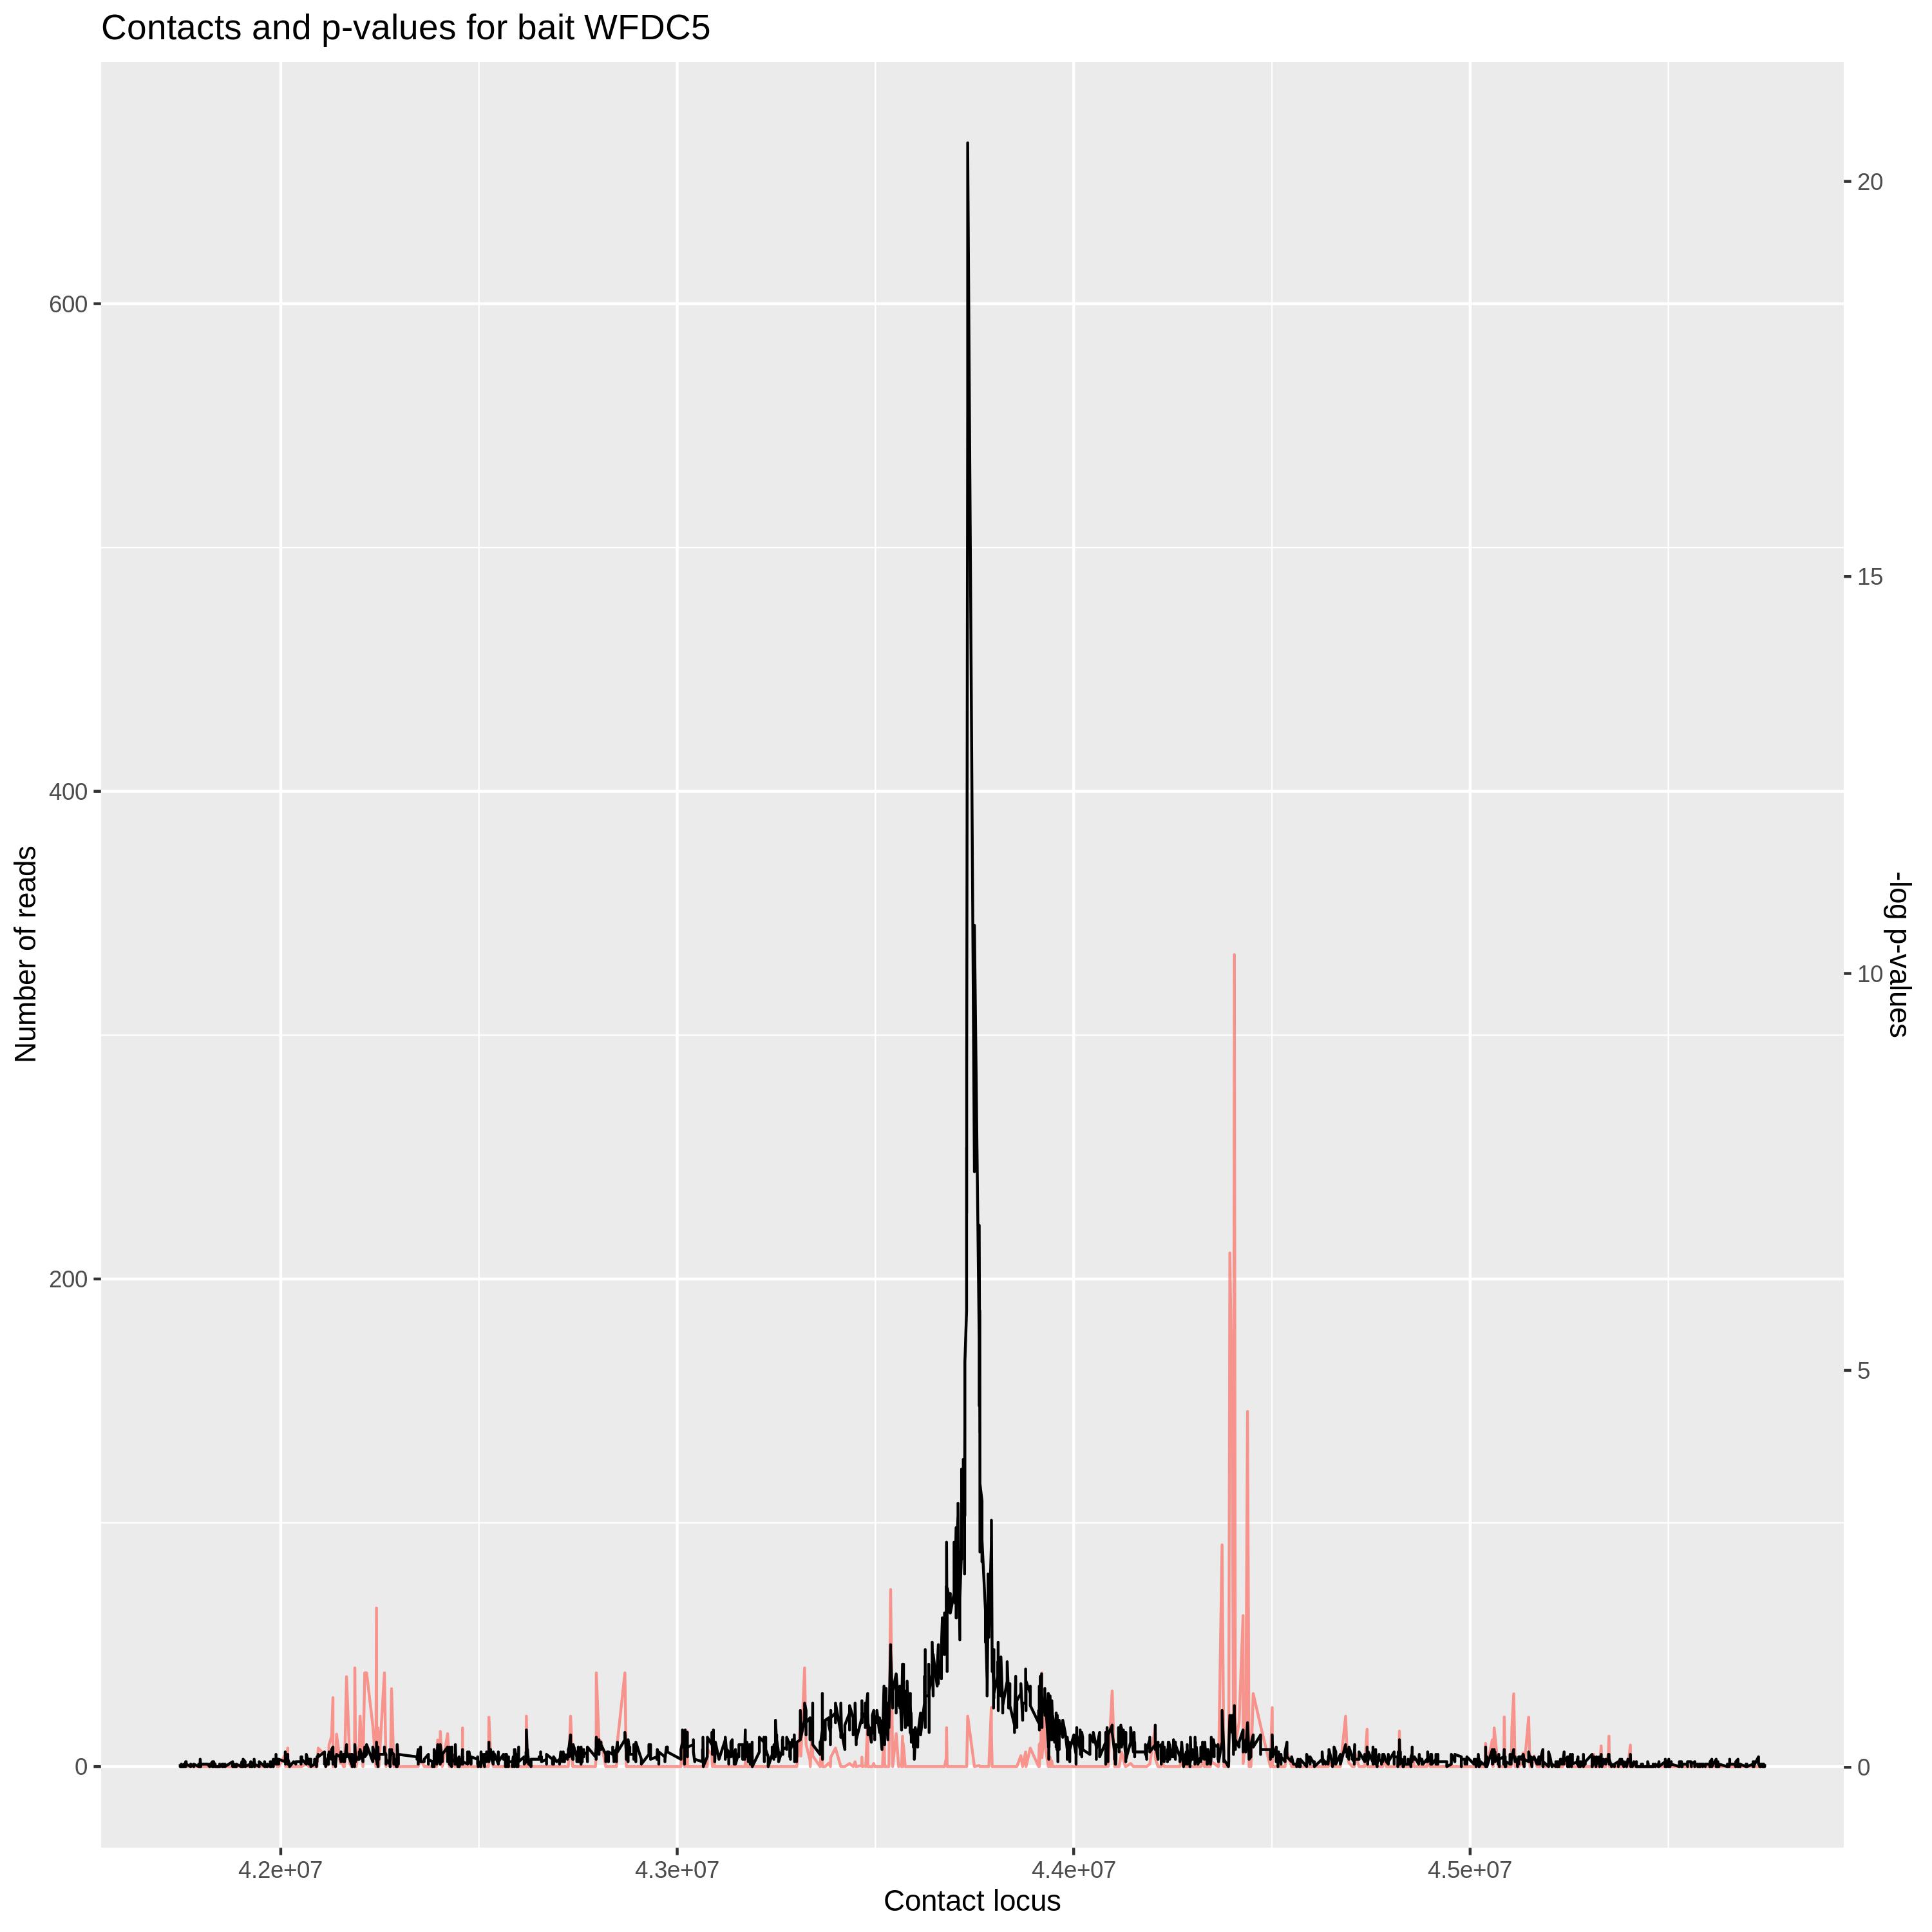 Contacts and p-values for bait WFDC5
Number of reads
600
400
200
0
20
15
10
5
0
-log p-values
4.2e+07
4.3e+07
4.4e+07
4.5e+07
Contact locus